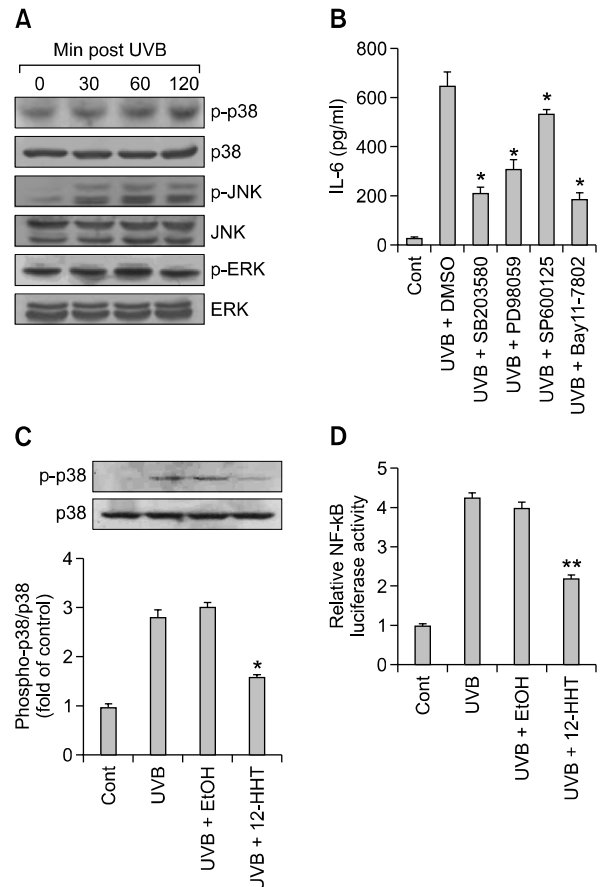 A
Min post UVB
0 30 60 120
p-p38
p38
p-JNK
JNK
p-ERK
ERK
B
IL-6 (pg/ml)
800
600
400
200
0
*
*
*
*
Cont
UVB + DMSO
UVB + SB203580
UVB + PD98059
UVB + SP600125
UVB + Bay11-7802
C
p-p38
p38
Phospho-p38/p38
(fold of control)
4
3
2
1
0
*
Cont
UVB
UVB + EtOH
UVB + 12-HHT
D
Relative NF-kB
luciferase activity
5
4
3
2
1
0
**
Cont
UVB
UVB + EtOH
UVB + 12-HHT